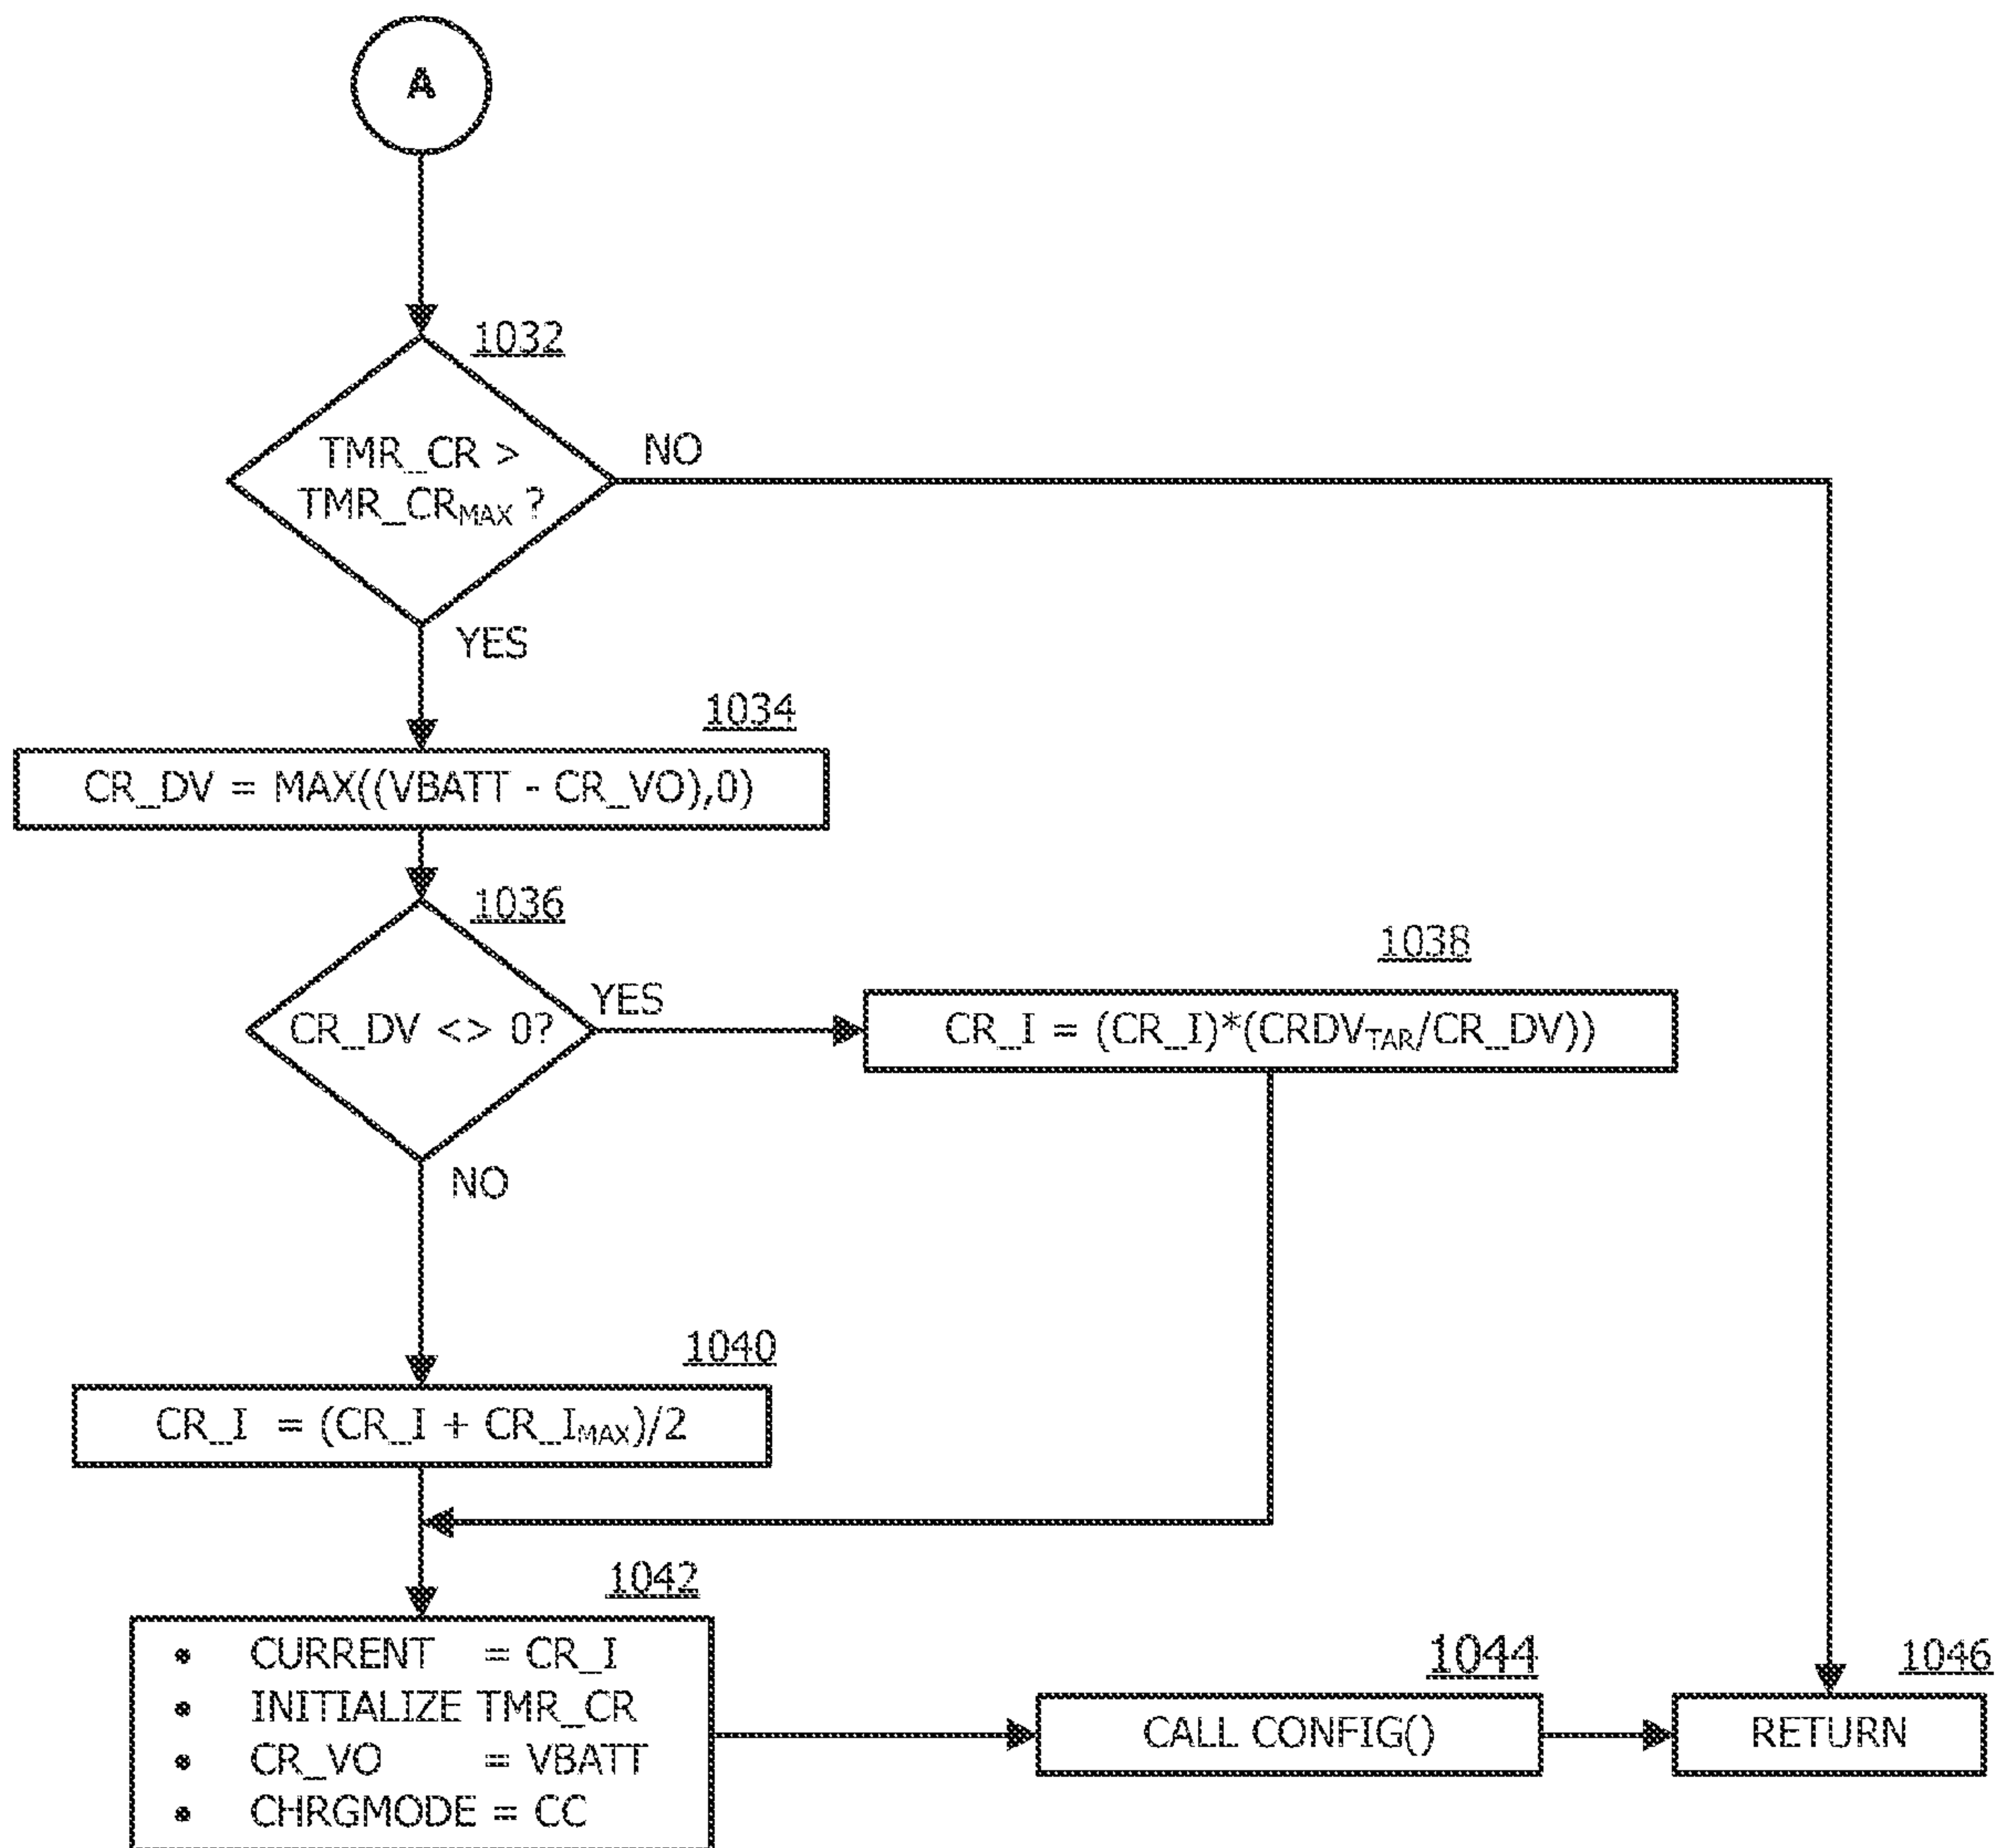 A
1032
TMR_CR >
TMR_CRMAX ?
NO
YES
1034
CR_DV = MAX((VBATT - CR_VO),0)
1036
CR_DV <> 0?
YES
1038
CR_I = (CR_I)*(CRDVTAR/CR_DV))
NO
1040
CR_I = (CR_I + CR_IMAX)/2
1042
• CURRENT = CR_I
• INITIALIZE TMR_CR
• CR_VO = VBATT
• CHRGMODE = CC
1044
CALL CONFIG()
1046
RETURN